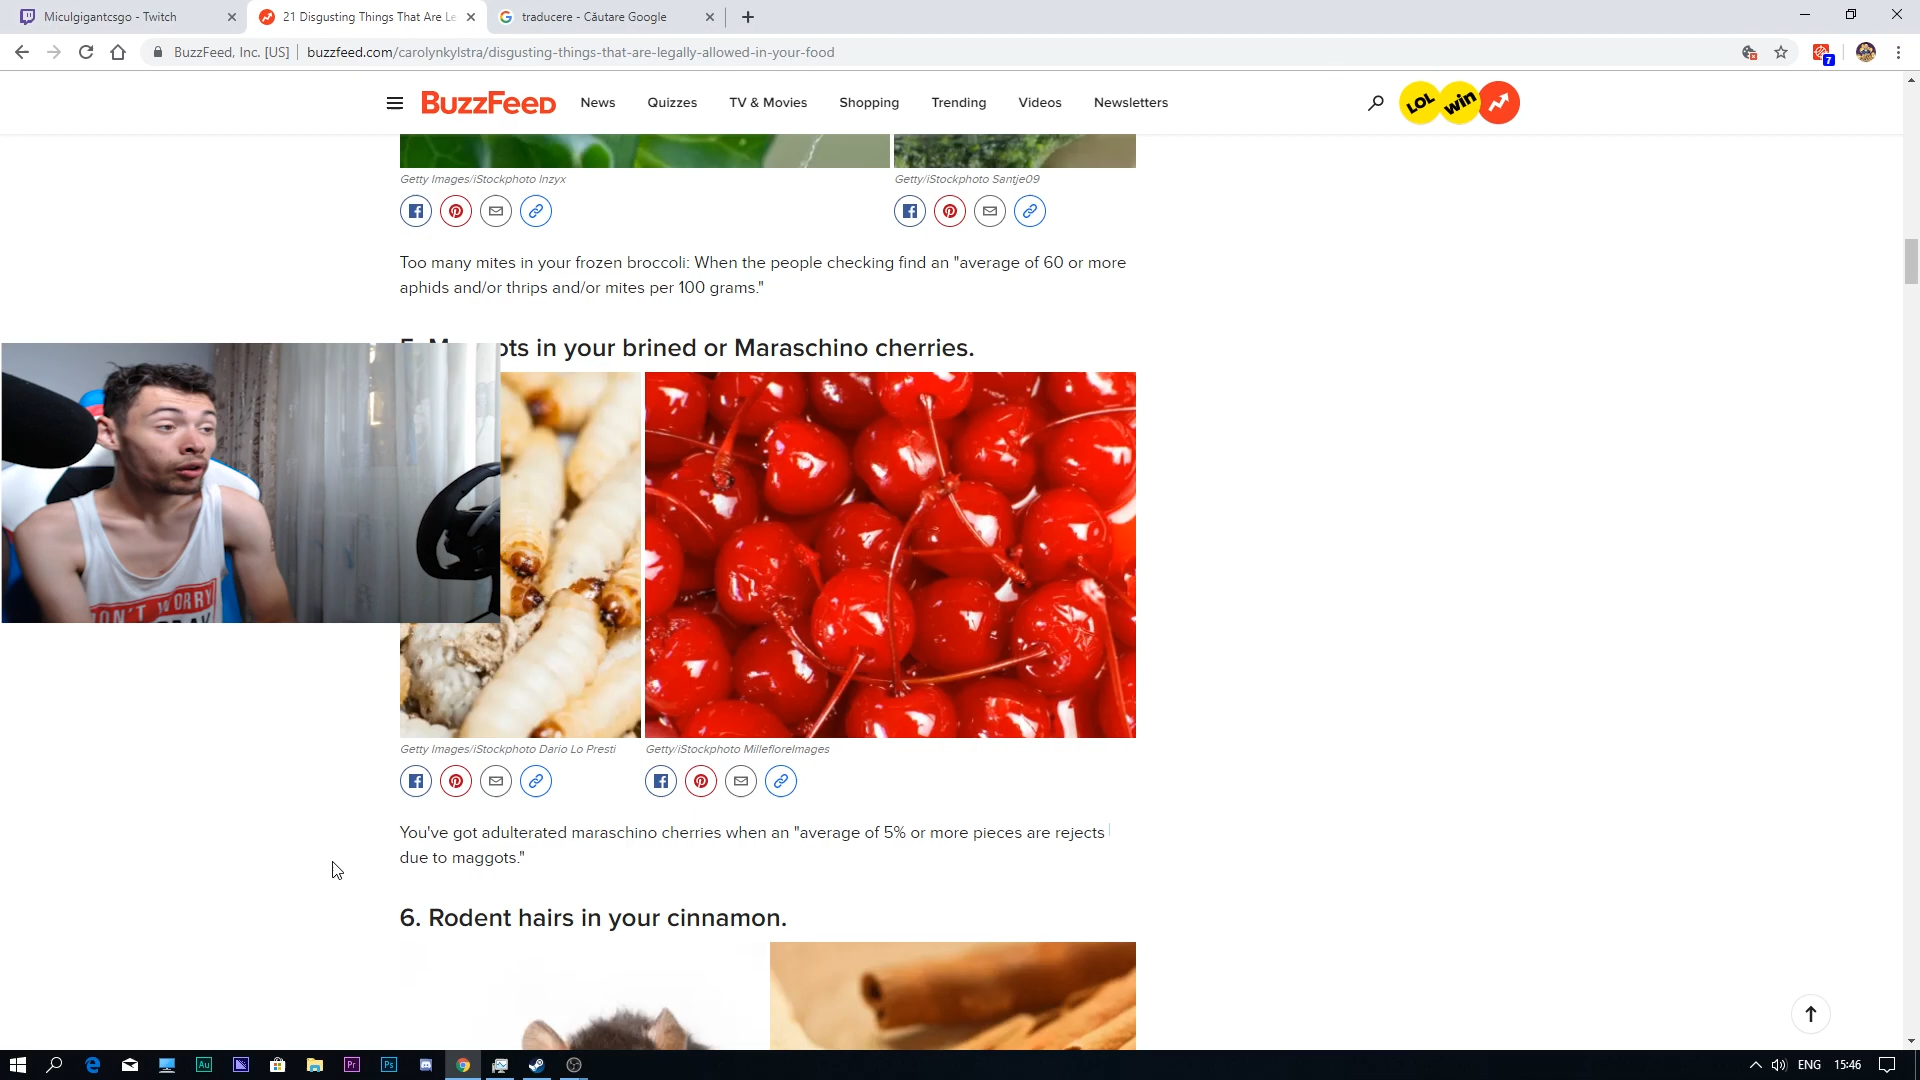 Miculgigantcsgo - Twitch
21 Disgusting Things That Are Le
traducere - Căutare Google
BuzzFeed, Inc. [US]
buzzfeed.com/carolynkylstra/disgusting-things-that-are-legally-allowed-in-your-food
7
BuzzFeed
News
Quizzes
TV & Movies
Shopping
Trending
Videos
Newsletters
LOL
win
Getty Images/iStockphoto Inzyx
Getty/iStockphoto Santje09
Too many mites in your frozen broccoli: When the people checking find an "average of 60 or more
aphids and/or thrips and/or mites per 100 grams."
ots in your brined or Maraschino cherries.
DON'T WORRY
Getty Images/iStockphoto Dario Lo Presti
Getty/iStockphoto MillefloreImages
You've got adulterated maraschino cherries when an "average of 5% or more pieces are rejects
due to maggots."
6. Rodent hairs in your cinnamon.
Au
Pr
Ps
ENG
15:46